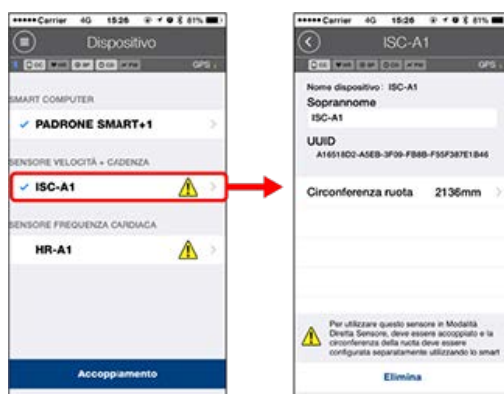 Carrier 4G 15:26 81%
Dispositivo
GPS
SMART COMPUTER
PADRONE SMART+1
SENSORE VELOCITÀ + CADENZA
ISC-A1
SENSORE FREQUENZA CARDIACA
HR-A1
Accoppiamento
Carrier 4G 15:26 81%
ISC-A1
GPS
Nome dispositivo: ISC-A1
Soprannome
ISC-A1
UUID
A16518D2-A5EB-3F09-FB8B-F55F387E1B46
Circonferenza ruota 2136mm
Per utilizzare questo sensore in Modalità
Diretta Sensore, deve essere accoppiato e la
circonferenza della ruota deve essere
configurata separatamente utilizzando lo smart
Elimina